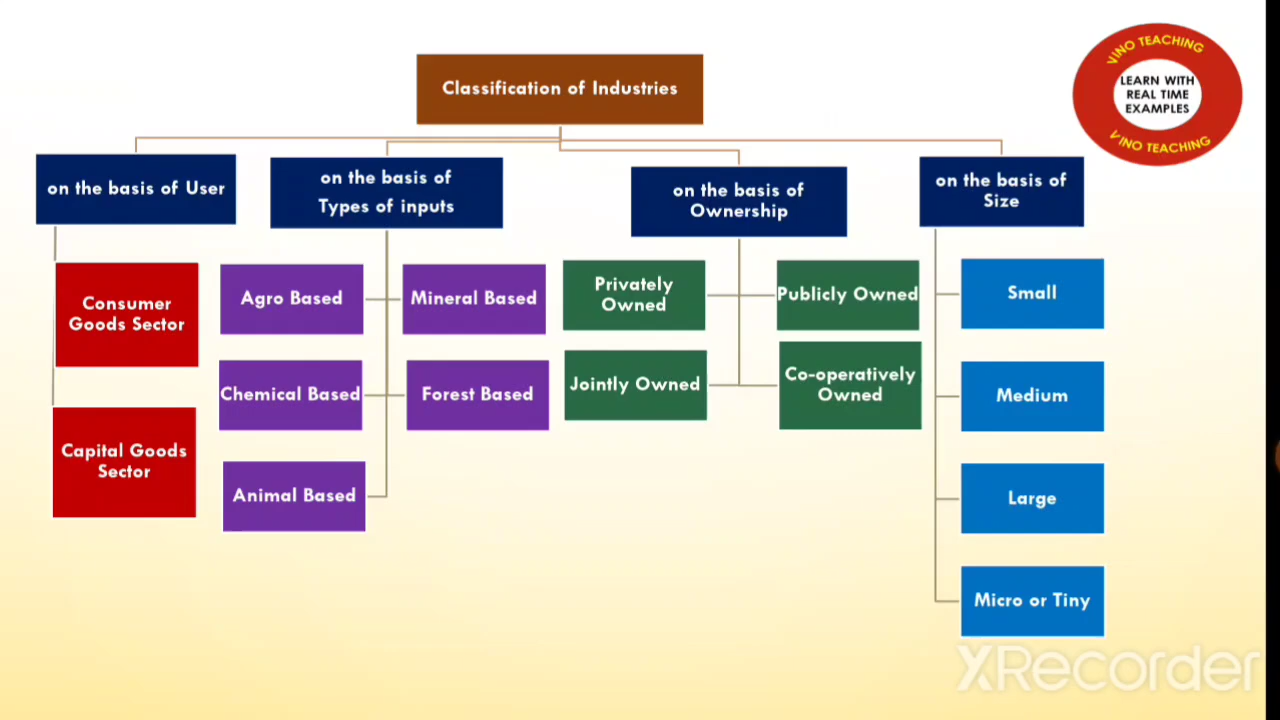 Classification of Industries
VINO TEACHING
LEARN WITH
REAL TIME
EXAMPLES
VINO TEACHING
on the basis of User
on the basis of
Types of inputs
on the basis of
Ownership
on the basis of
Size
Consumer
Goods Sector
Capital Goods
Sector
Agro Based
Mineral Based
Chemical Based
Forest Based
Animal Based
Privately
Owned
Publicly Owned
Jointly Owned
Co-operatively
Owned
Small
Medium
Large
Micro or Tiny
XRecorder